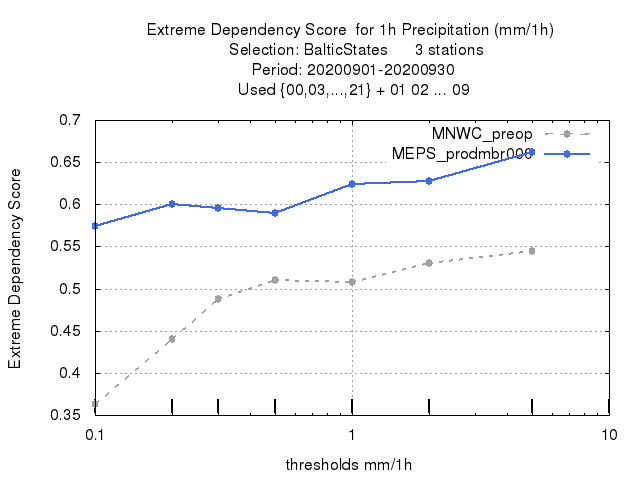 Extreme Dependency Score  for 1h Precipitation (mm/1h)
Selection: BalticStates      3 stations
Period: 20200901-20200930
Used {00,03,...,21} + 01 02 ... 09
0.7
0.65
0.6
0.55
0.5
0.45
0.4
0.35
Extreme Dependency Score
MNWC_preop
MEPS_prodmbr000
0.1
1
10
thresholds mm/1h